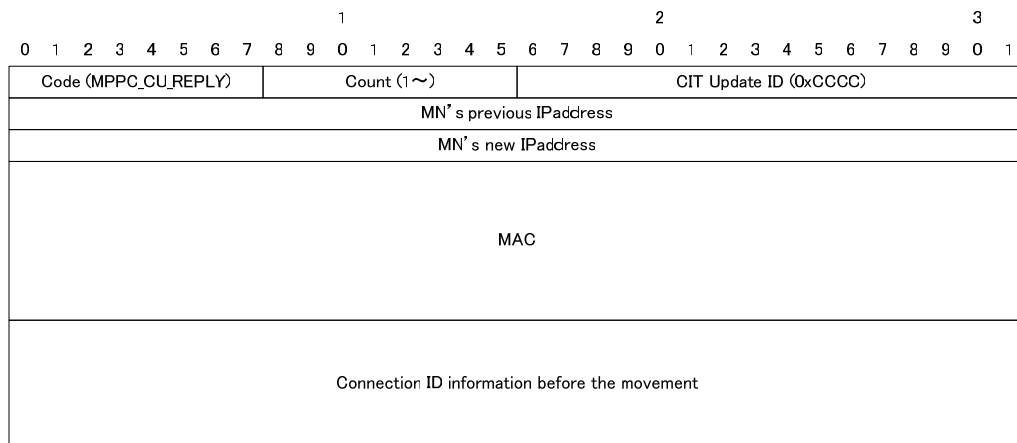 1 2 3
0 1 2 3 4 5 6 7 8 9 0 1 2 3 4 5 6 7 8 9 0 1 2 3 4 5 6 7 8 9 0 1
Code (MPPC_CU_REPLY) Count (1～) CIT Update ID (0xCCCC)
MN’s previous IPaddress
MN’s new IPaddress
MAC
Connection ID information before the movement